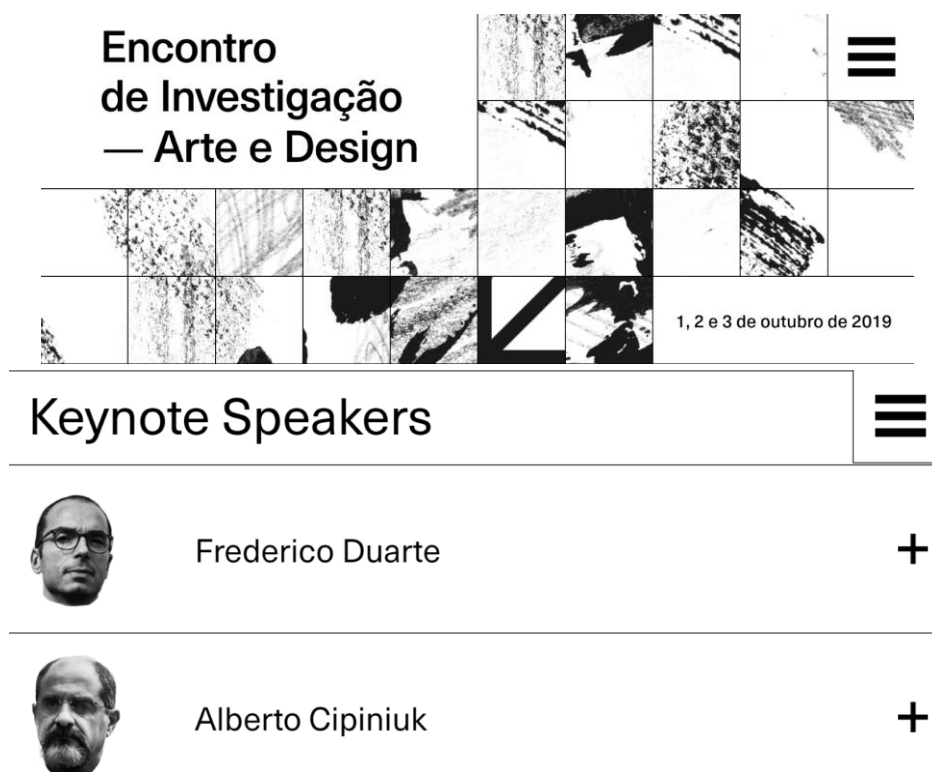 Encontro
de Investigação
— Arte e Design
1, 2 e 3 de outubro de 2019
Keynote Speakers
Frederico Duarte
Alberto Cipiniuk